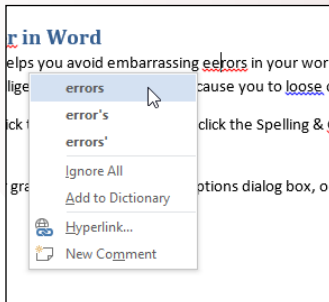 r in Word
elps you avoid embarrassing eerors in your wor
lige cause you to loose
ick click the Spelling &
gra ptions dialog box, o
errors
error's
errors'
Ignore All
Add to Dictionary
Hyperlink...
New Comment